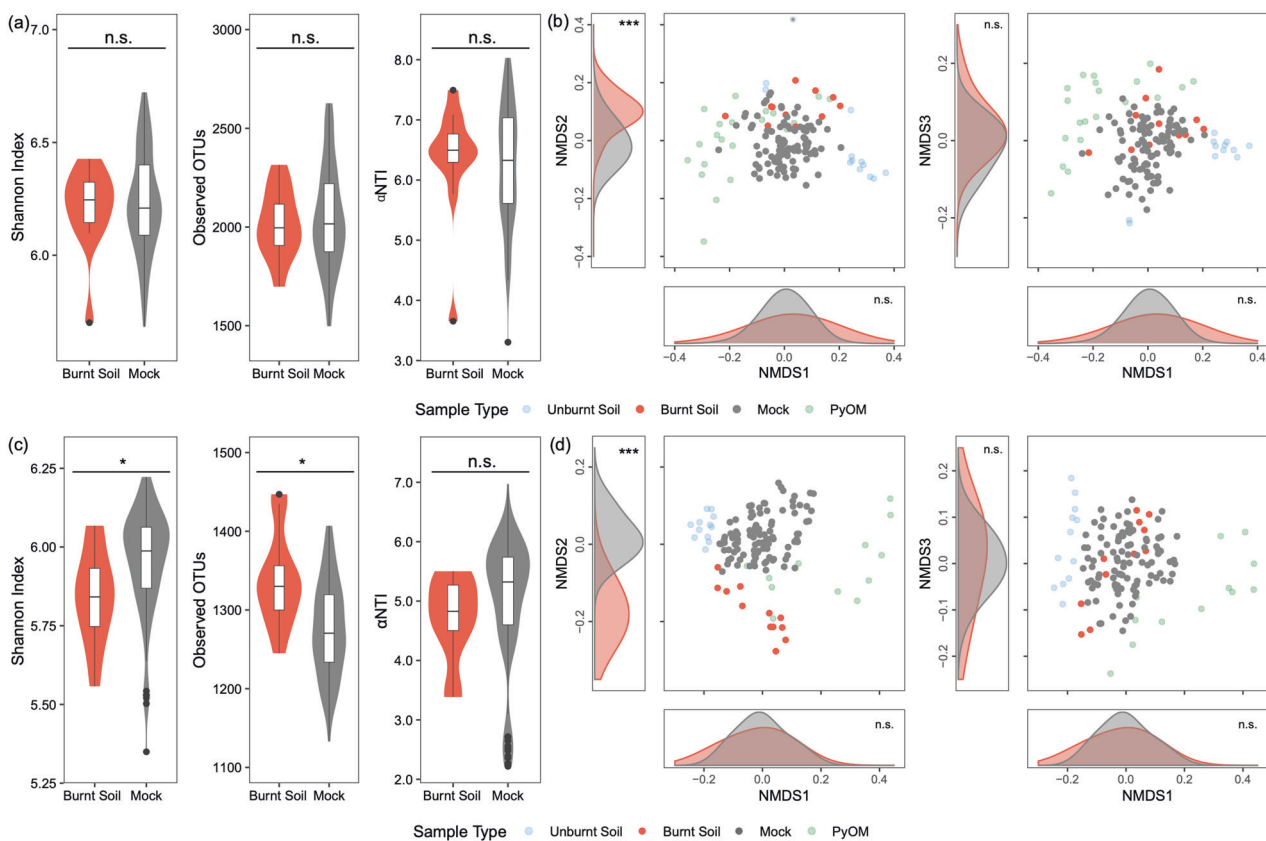 (a)
Shannon Index
7.0
6.5
6.0
n.s.
Burnt Soil Mock
Observed OTUs
3000
2500
2000
1500
n.s.
Burnt Soil Mock
αNTI
8.0
7.0
6.0
5.0
4.0
3.0
n.s.
Burnt Soil Mock
(b)
NMDS2
0.4
0.2
0.0
−0.2
−0.4
***
n.s.
−0.4 −0.2 0.0 0.2 0.4
NMDS1
NMDS3
0.2
0.0
−0.2
n.s.
n.s.
−0.4 −0.2 0.0 0.2 0.4
NMDS1
Sample Type Unburnt Soil Burnt Soil Mock PyOM
(c)
Shannon Index
6.25
6.00
5.75
5.50
5.25
*
Burnt Soil Mock
Observed OTUs
1500
1400
1300
1200
1100
*
Burnt Soil Mock
αNTI
7.0
6.0
5.0
4.0
3.0
2.0
n.s.
Burnt Soil Mock
(d)
NMDS2
0.2
0.0
−0.2
***
n.s.
−0.2 0.0 0.2 0.4
NMDS1
NMDS3
0.2
0.1
0.0
−0.1
−0.2
n.s.
n.s.
−0.2 0.0 0.2 0.4
NMDS1
Sample Type Unburnt Soil Burnt Soil Mock PyOM